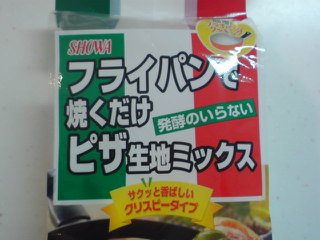 SHOWA
フライパンで
焼くだけ
発酵のいらない
ピザ生地ミックス
サクッと香ばしい
クリスピータイプ